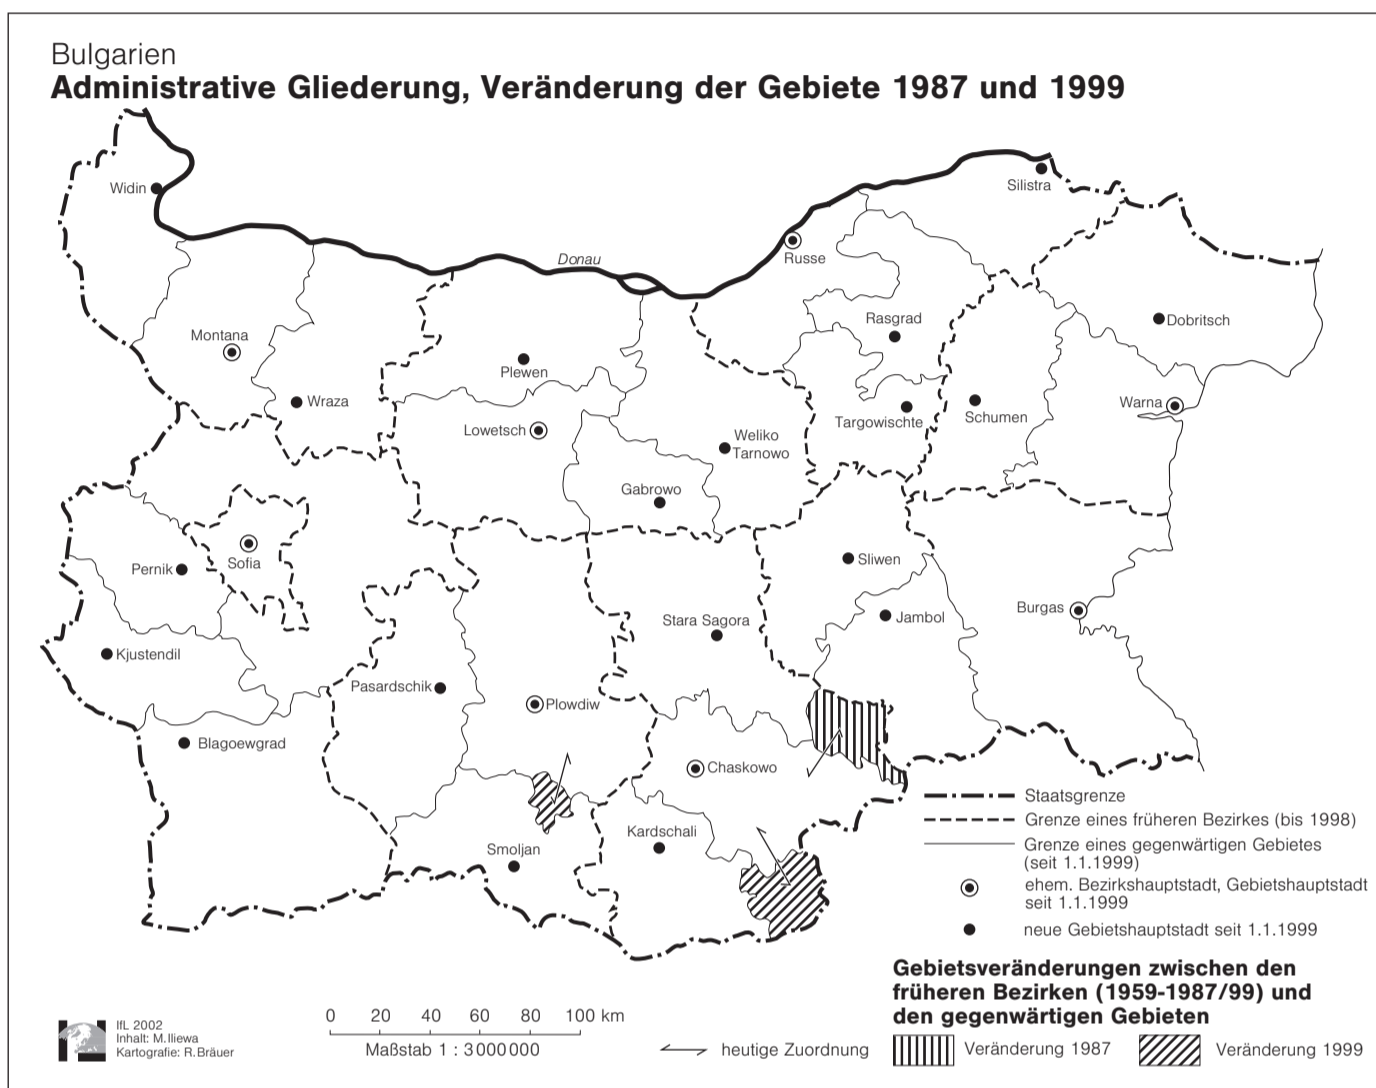 Bulgarien
Administrative Gliederung, Veränderung der Gebiete 1987 und 1999
Widin
Silistra
Donau
Russe
Montana
Rasgrad
Dobritsch
Plewen
Wraza
Lowetsch
Weliko
Tarnowo
Targowischte
Schumen
Warna
Gabrowo
Sofia
Pernik
Sliwen
Burgas
Stara Sagora
Jambol
Kjustendil
Pasardschik
Plowdiw
Blagoewgrad
Chaskowo
Kardschali
Smoljan
Staatsgrenze
Grenze eines früheren Bezirkes (bis 1998)
Grenze eines gegenwärtigen Gebietes
(seit 1.1.1999)
ehem. Bezirkshauptstadt, Gebietshauptstadt
seit 1.1.1999
neue Gebietshauptstadt seit 1.1.1999
Gebietsveränderungen zwischen den
früheren Bezirken (1959-1987/99) und
den gegenwärtigen Gebieten
Veränderung 1987
Veränderung 1999
heutige Zuordnung
0 20 40 60 80 100 km
Maßstab 1 : 3000000
IfL 2002
Inhalt: M.Iliewa
Kartografie: R.Bräuer